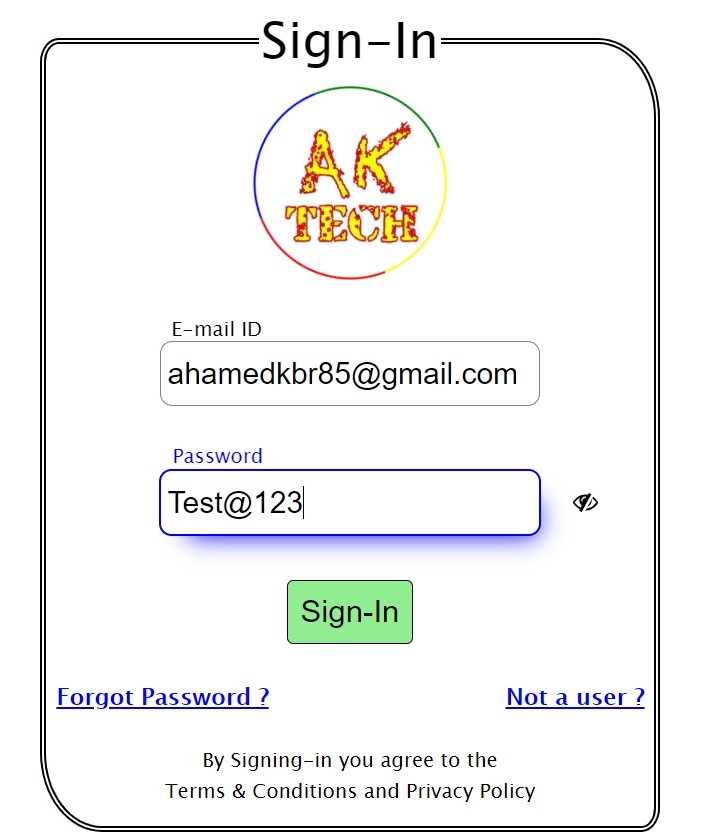 Sign-In
AK
TECH
E-mail ID
ahamedkbr85@gmail.com
Password
Test@123
Sign-In
Forgot Password ?
Not a user ?
By Signing-in you agree to the
Terms & Conditions and Privacy Policy